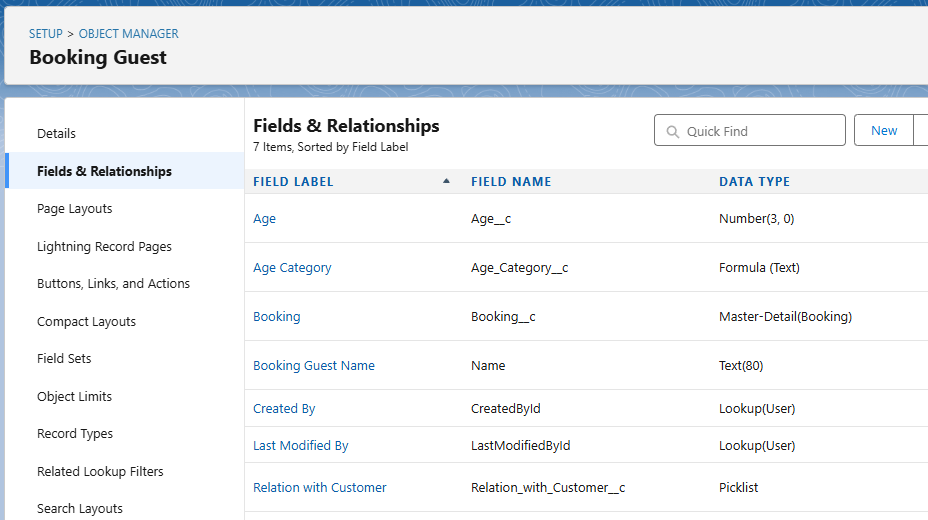 SETUP > OBJECT MANAGER
Booking Guest
Details
Fields & Relationships
Page Layouts
Lightning Record Pages
Buttons, Links, and Actions
Compact Layouts
Field Sets
Object Limits
Record Types
Related Lookup Filters
Search Layouts
Fields & Relationships
7 Items, Sorted by Field Label
Quick Find
New
FIELD LABEL FIELD NAME DATA TYPE
Age Age__c Number(3, 0)
Age Category Age_Category__c Formula (Text)
Booking Booking__c Master-Detail(Booking)
Booking Guest Name Name Text(80)
Created By CreatedById Lookup(User)
Last Modified By LastModifiedById Lookup(User)
Relation with Customer Relation_with_Customer__c Picklist